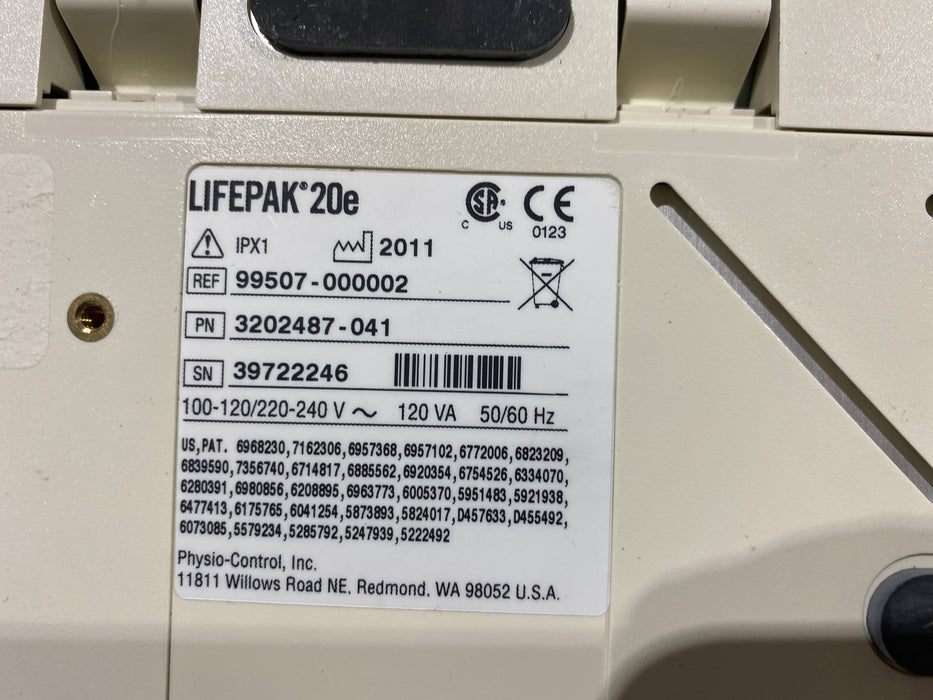 LIFEPAK® 20e
C SA US CE 0123
IPX1 2011
REF 99507-000002
PN 3202487-041
SN 39722246
100-120/220-240 V ~ 120 VA 50/60 Hz
US,PAT. 6968230,7162306,6957368,6957102,6772006,6823209,
6839590,7356740,6714817,6885562,6920354,6754526,6334070,
6280391,6980856,6208895,6963773,6005370,5951483,5921938,
6477413,6175765,6041254,5873893,5824017,D457633,D455492,
6073085,5579234,5285792,5247939,5222492
Physio-Control, Inc.
11811 Willows Road NE, Redmond, WA 98052 U.S.A.